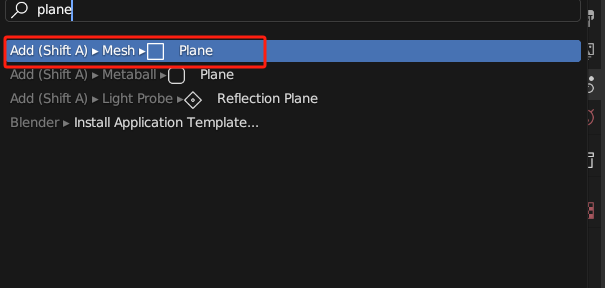 plane
Add (Shift A) ▸ Mesh ▸ Plane
Add (Shift A) ▸ Metaball ▸ Plane
Add (Shift A) ▸ Light Probe ▸ Reflection Plane
Blender ▸ Install Application Template...